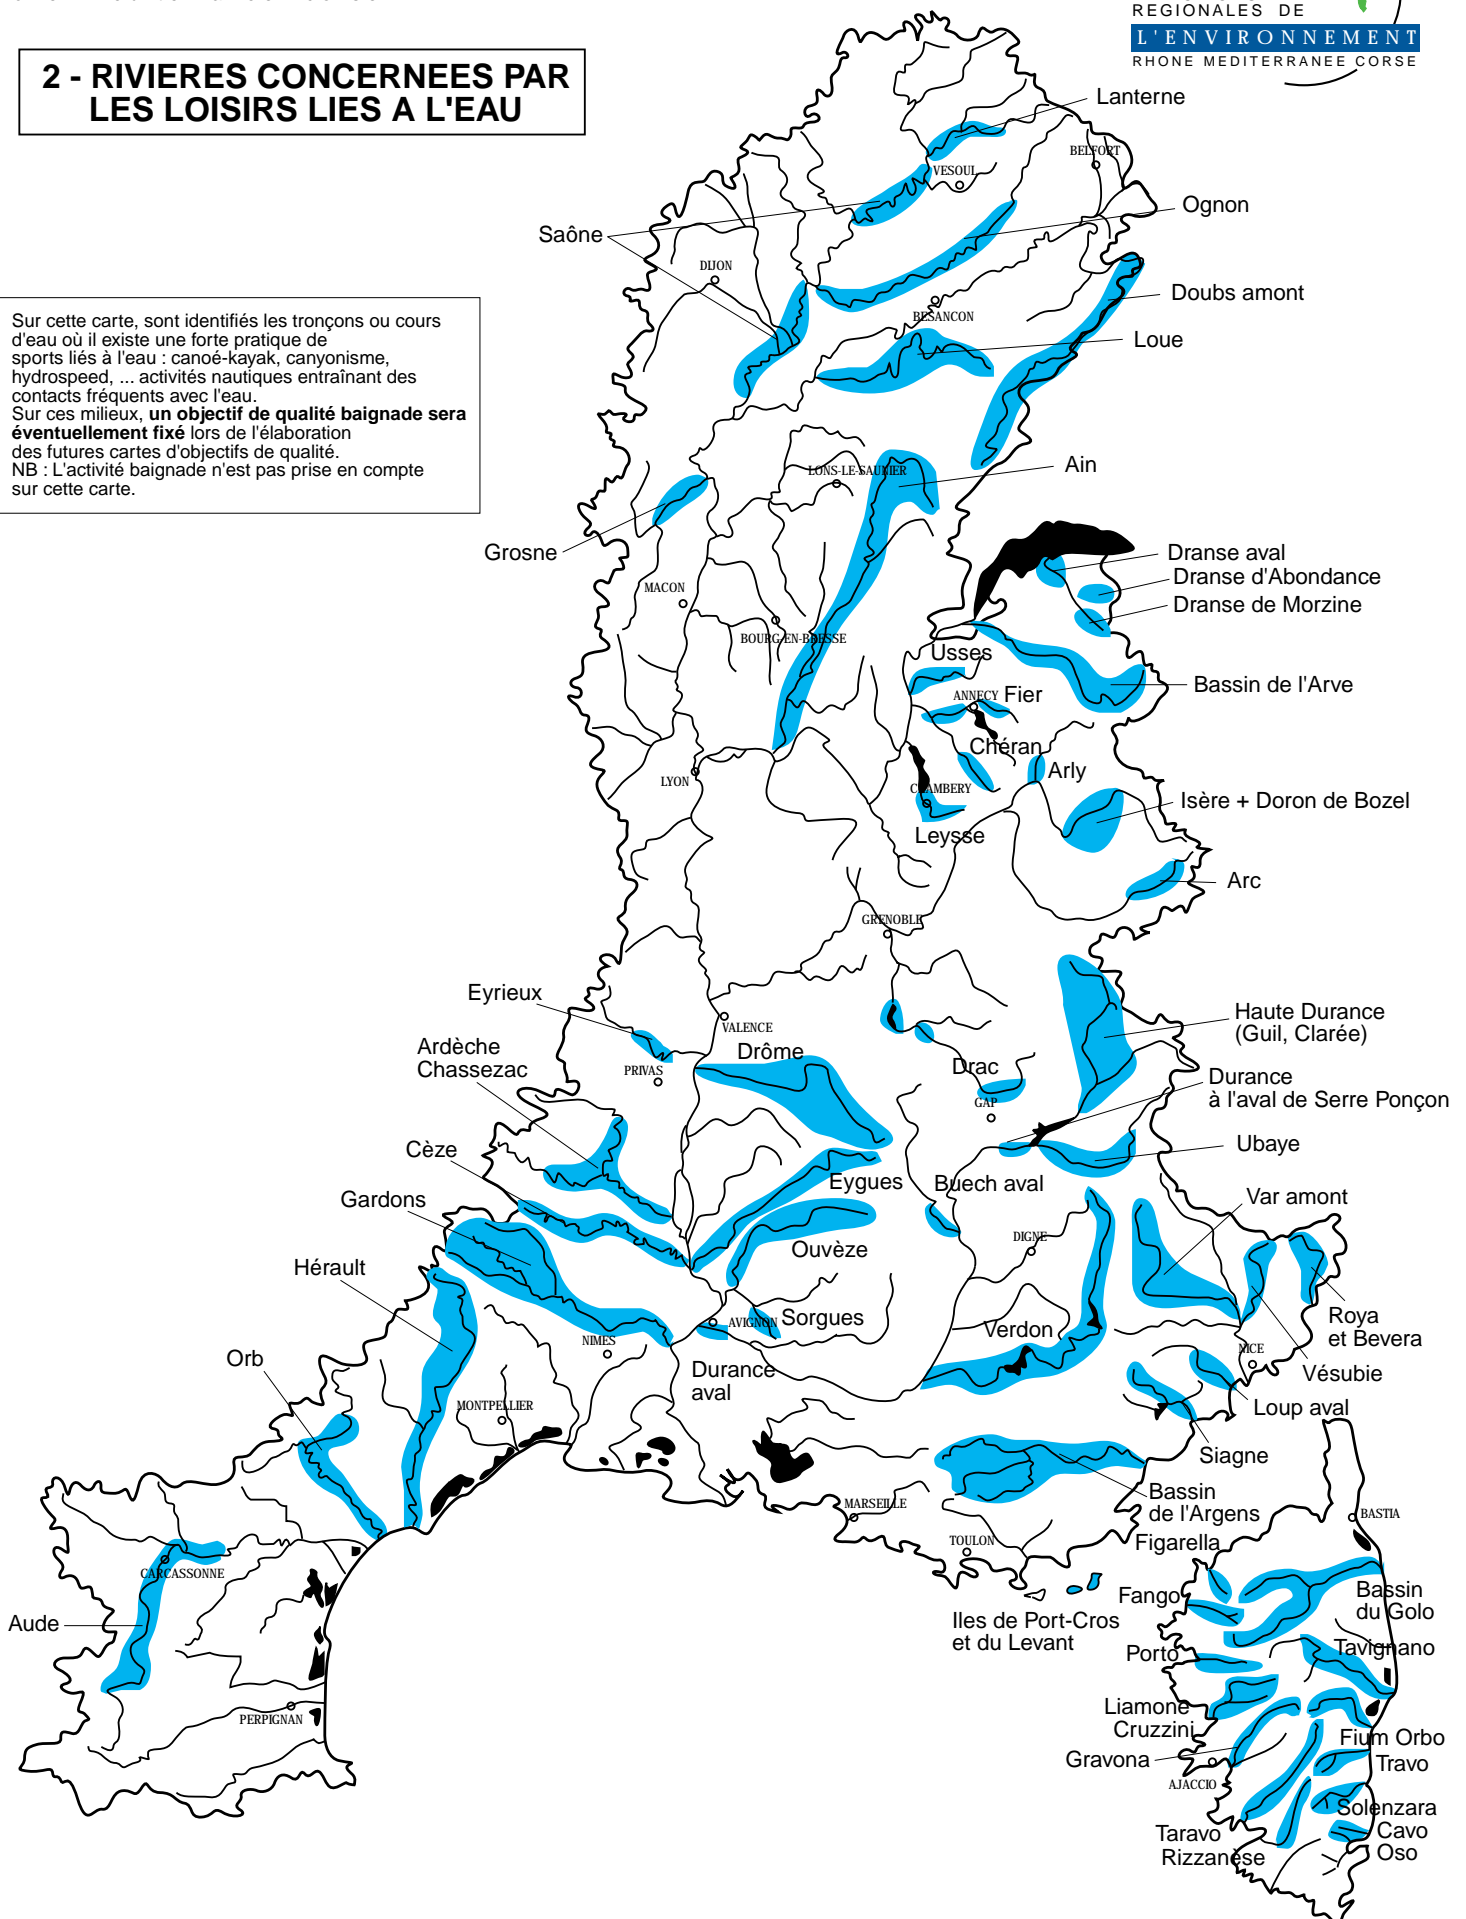 REGIONALES DE
L'ENVIRONNEMENT
RHONE MEDITERRANEE CORSE
2 - RIVIERES CONCERNEES PAR
LES LOISIRS LIES A L'EAU
Lanterne
BELFORT
VESOUL
Ognon
Saône
DIJON
Doubs amont
BESANCON
Loue
Sur cette carte, sont identifiés les tronçons ou cours
d'eau où il existe une forte pratique de
sports liés à l'eau : canoé-kayak, canyonisme,
hydrospeed, ... activités nautiques entraînant des
contacts fréquents avec l'eau.
Sur ces milieux, un objectif de qualité baignade sera
éventuellement fixé lors de l'élaboration
des futures cartes d'objectifs de qualité.
NB : L'activité baignade n'est pas prise en compte
sur cette carte.
LONS-LE-SAUNIER
Ain
Grosne
Dranse aval
Dranse d'Abondance
MACON
Dranse de Morzine
BOURG-EN-BRESSE
Usses
Bassin de l'Arve
ANNECY
Fier
Chéran
LYON
Arly
CHAMBERY
Isère + Doron de Bozel
Leysse
Arc
GRENOBLE
Eyrieux
Haute Durance
(Guil, Clarée)
VALENCE
Ardèche
Chassezac
Drôme
PRIVAS
Drac
Durance
à l'aval de Serre Ponçon
GAP
Cèze
Ubaye
Eygues
Buech aval
Gardons
Var amont
DIGNE
Ouvèze
Hérault
Sorgues
AVIGNON
Verdon
Roya
et Bevera
NIMES
NICE
Orb
Durance
aval
Vésubie
MONTPELLIER
Loup aval
Siagne
Bassin
de l'Argens
MARSEILLE
BASTIA
TOULON
Figarella
CARCASSONNE
Fango
Bassin
du Golo
Aude
Iles de Port-Cros
et du Levant
Porto
Tavignano
PERPIGNAN
Liamone
Cruzzini
Fium Orbo
Gravona
Travo
AJACCIO
Solenzara
Taravo
Cavo
Rizzanèse
Oso